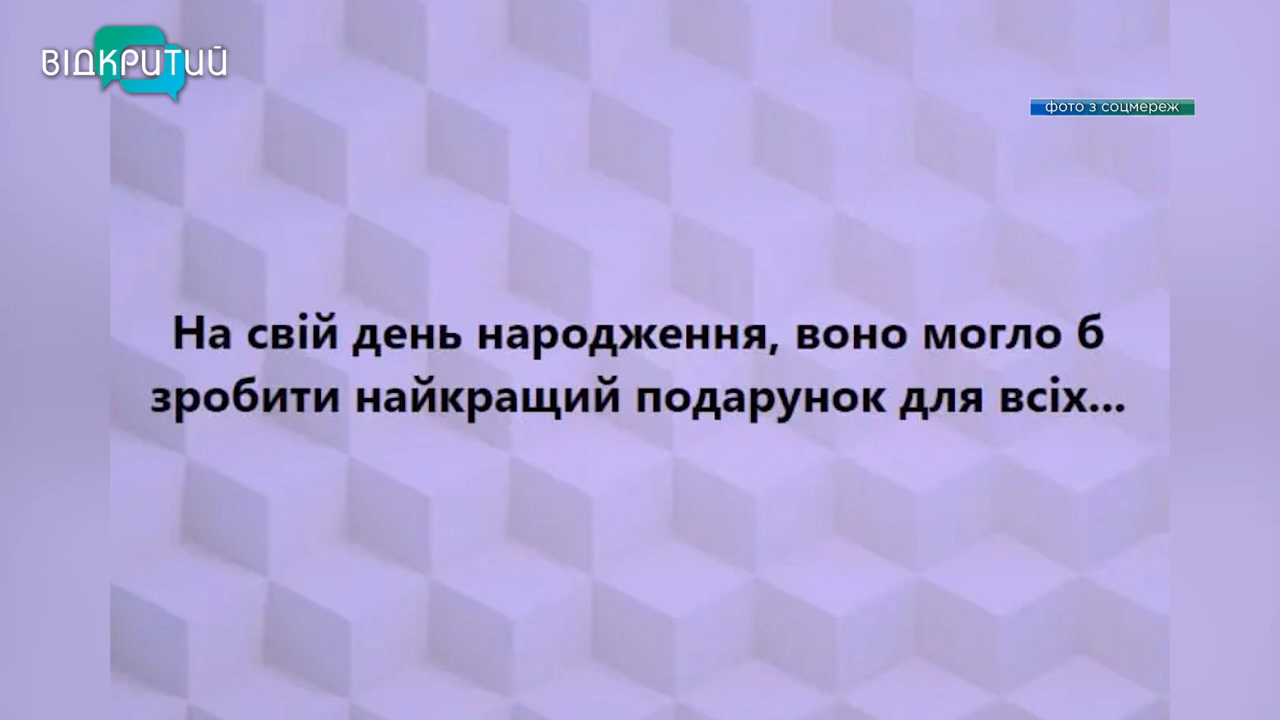 ВІДКРИТИЙ
фото з соцмереж
На свій день народження, воно могло б
зробити найкращий подарунок для всіх...